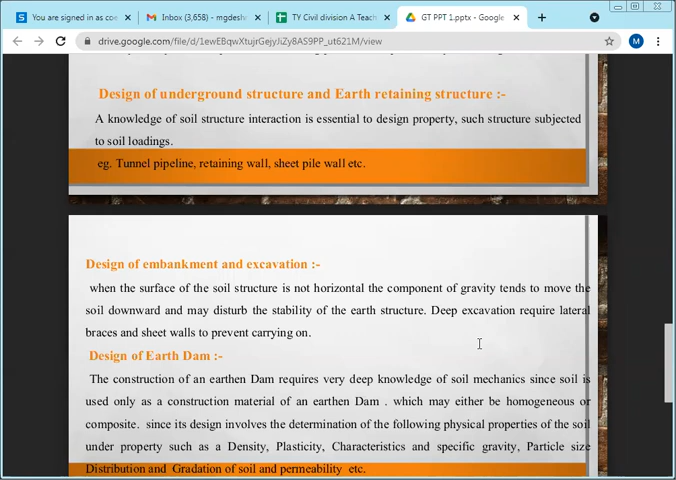 You are signed in as co
Inbox (3,658) - mgdesh
TY Civil division A Teach
GT PPT 1.pptx - Google
drive.google.com/file/d/1ewEBqwXtujrGejyJiZy8AS9PP_ut621M/view
M
Design of underground structure and Earth retaining structure :-
A knowledge of soil structure interaction is essential to design property, such structure subjected
to soil loadings.
eg. Tunnel pipeline, retaining wall, sheet pile wall etc.
Design of embankment and excavation :-
when the surface of the soil structure is not horizontal the component of gravity tends to move the
soil downward and may disturb the stability of the earth structure. Deep excavation require lateral
braces and sheet walls to prevent carrying on.
Design of Earth Dam :-
The construction of an earthen Dam requires very deep knowledge of soil mechanics since soil is
used only as a construction material of an earthen Dam . which may either be homogeneous or
composite. since its design involves the determination of the following physical properties of the soil
under property such as a Density, Plasticity, Characteristics and specific gravity, Particle size
Distribution and Gradation of soil and permeability etc.